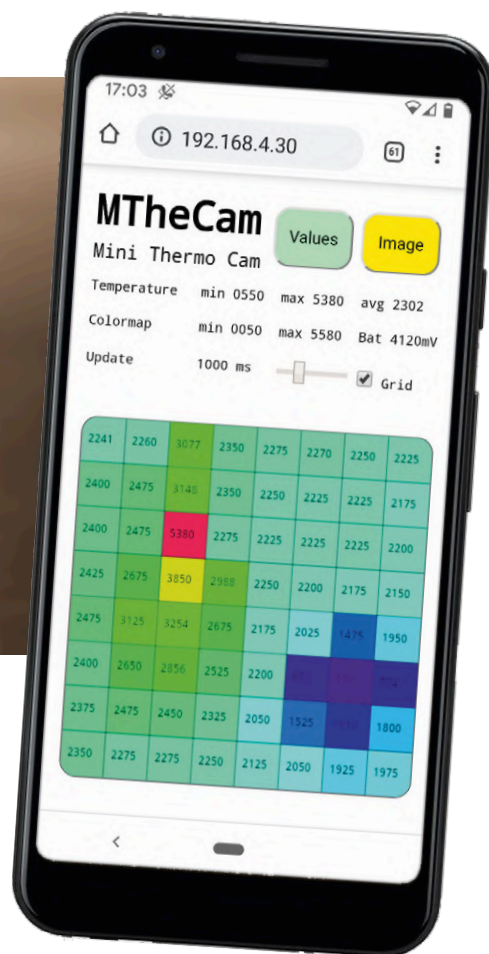 17:03
192.168.4.30
61
MTheCam
Mini Thermo Cam
Values
Image
Temperature min 0550 max 5380 avg 2302
Colormap min 0050 max 5580 Bat 4120mV
Update 1000 ms Grid
2241 2260 3077 2350 2275 2270 2250 2225
2400 2475 3148 2350 2250 2225 2225 2175
2400 2475 5380 2275 2225 2225 2225 2200
2425 2675 3850 2988 2250 2200 2175 2150
2475 3125 3254 2675 2175 2025 1475 1950
2400 2650 2856 2525 2200
2375 2475 2450 2325 2050 1525 1800
2350 2275 2275 2250 2125 2050 1925 1975